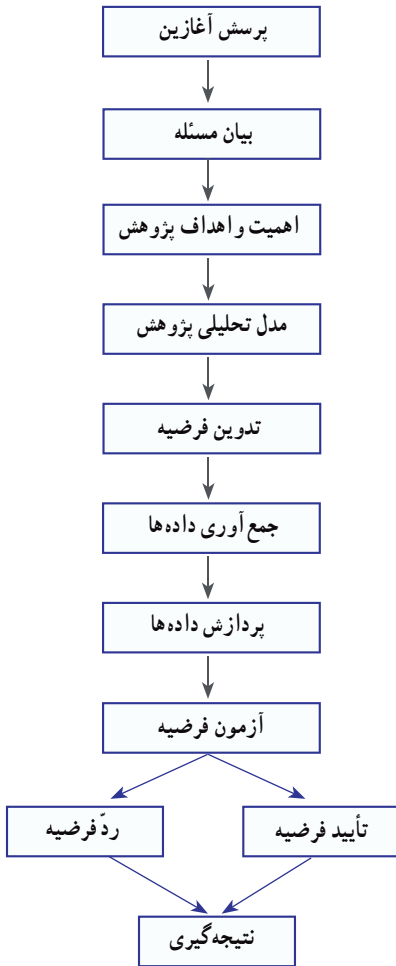 پرسش آغازین
بیان مسئله
اهمیت و اهداف پژوهش
مدل تحلیلی پژوهش
تدوین فرضیه
جمع‌آوری داده‌ها
پردازش داده‌ها
آزمون فرضیه
تأیید فرضیه
ردّ فرضیه
نتیجه‌گیری